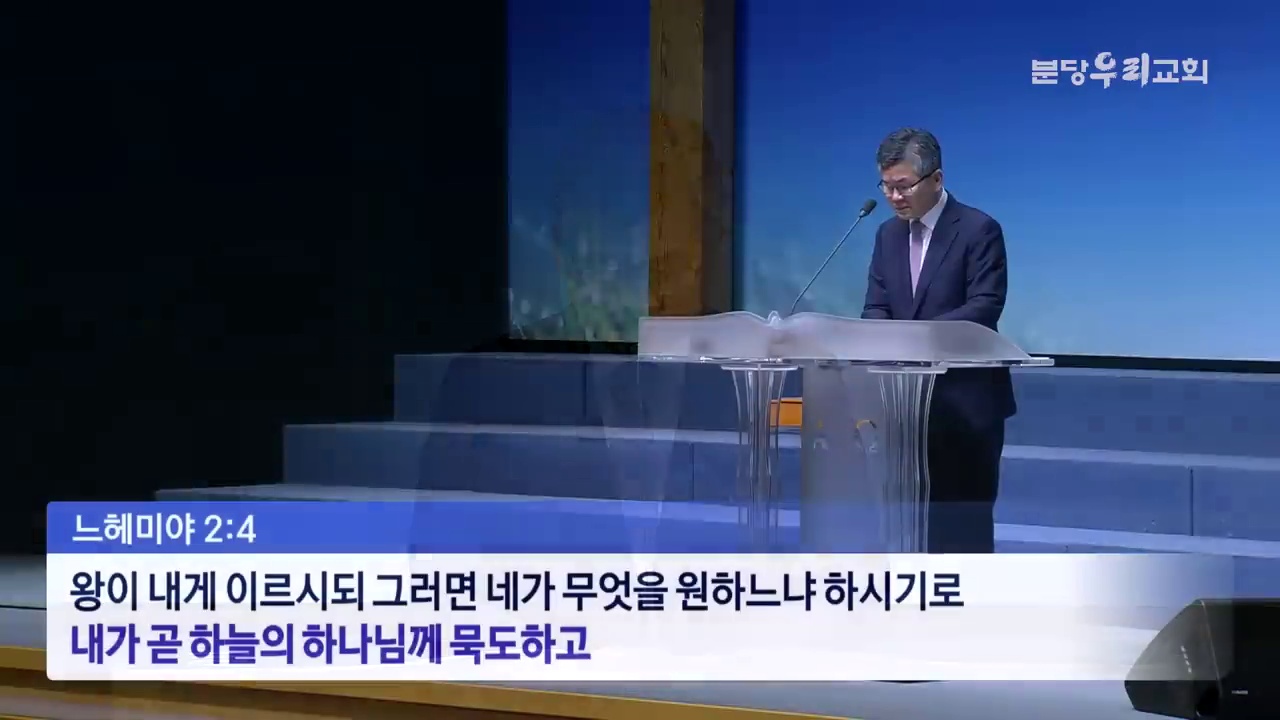 분당우리교회
느헤미야 2:4
왕이 내게 이르시되 그러면 네가 무엇을 원하느냐 하시기로
내가 곧 하늘의 하나님께 묵도하고